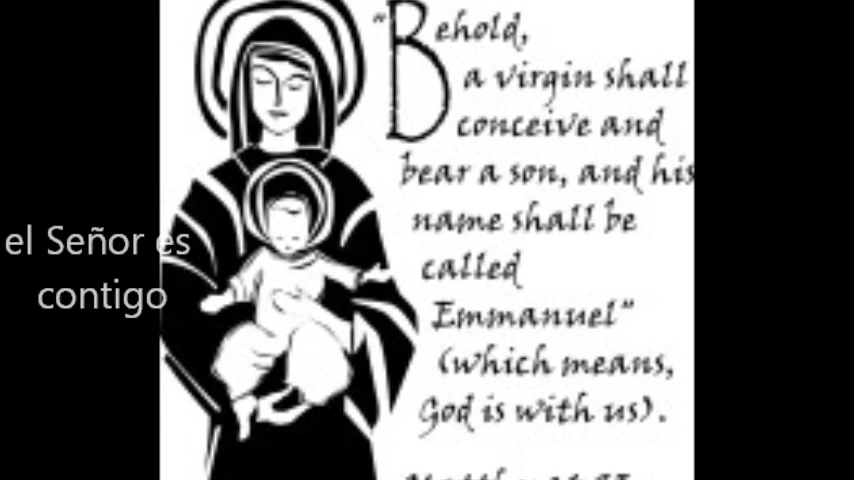 el Señor es
contigo
"Behold,
a virgin shall
conceive and
bear a son, and his
name shall be
called
Emmanuel"
(which means,
God is with us).